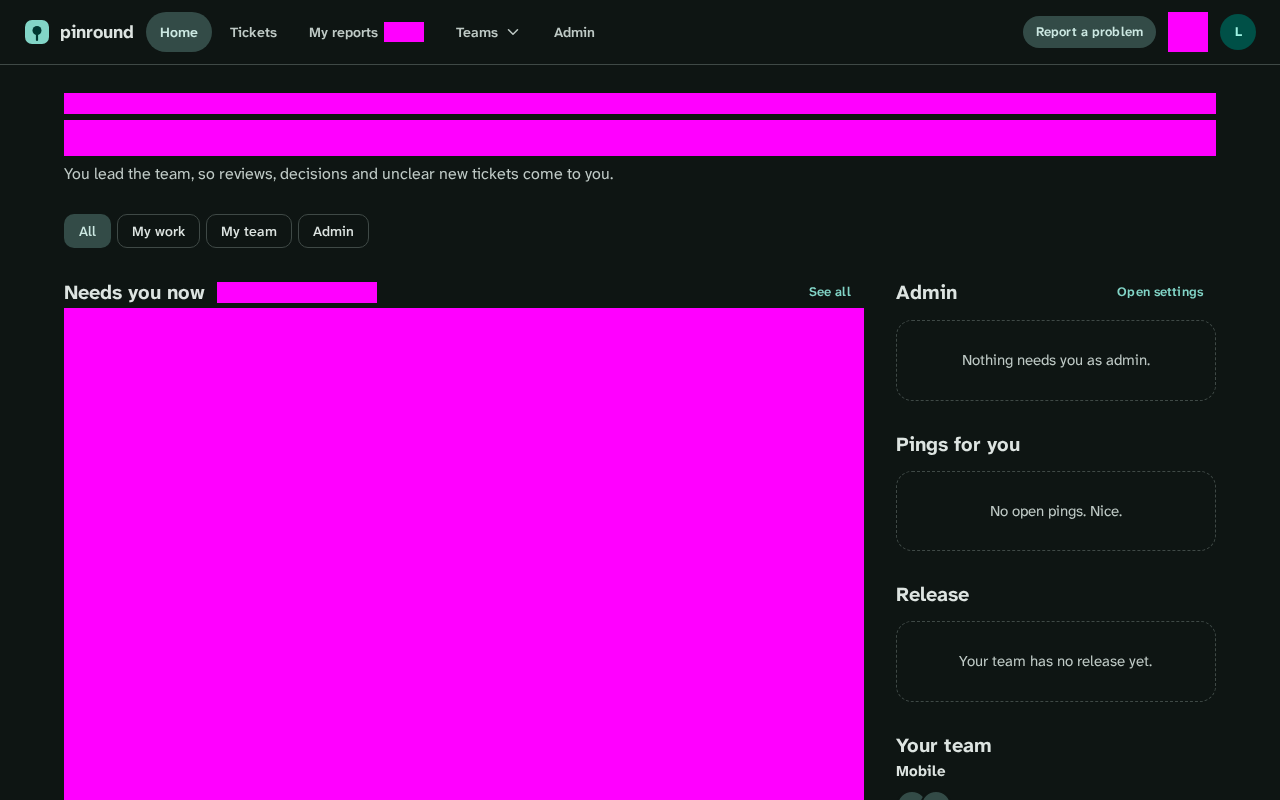 pinround
Home
Tickets
My reports
Teams
Admin
Report a problem
L
You lead the team, so reviews, decisions and unclear new tickets come to you.
All
My work
My team
Admin
Needs you now
See all
Admin
Open settings
Nothing needs you as admin.
Pings for you
No open pings. Nice.
Release
Your team has no release yet.
Your team
Mobile